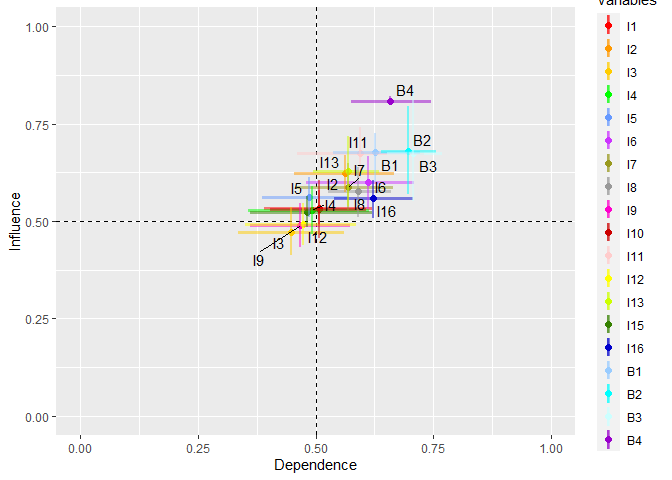 Variables
1.00
0.75
0.50
0.25
0.00
Influence
B4
I11
B2
I13
B1
B3
I7
I5
I2
I6
I4
I8
I16
I12
I3
I9
0.00
0.25
0.50
0.75
1.00
Dependence
I1
I2
I3
I4
I5
I6
I7
I8
I9
I10
I11
I12
I13
I15
I16
B1
B2
B3
B4